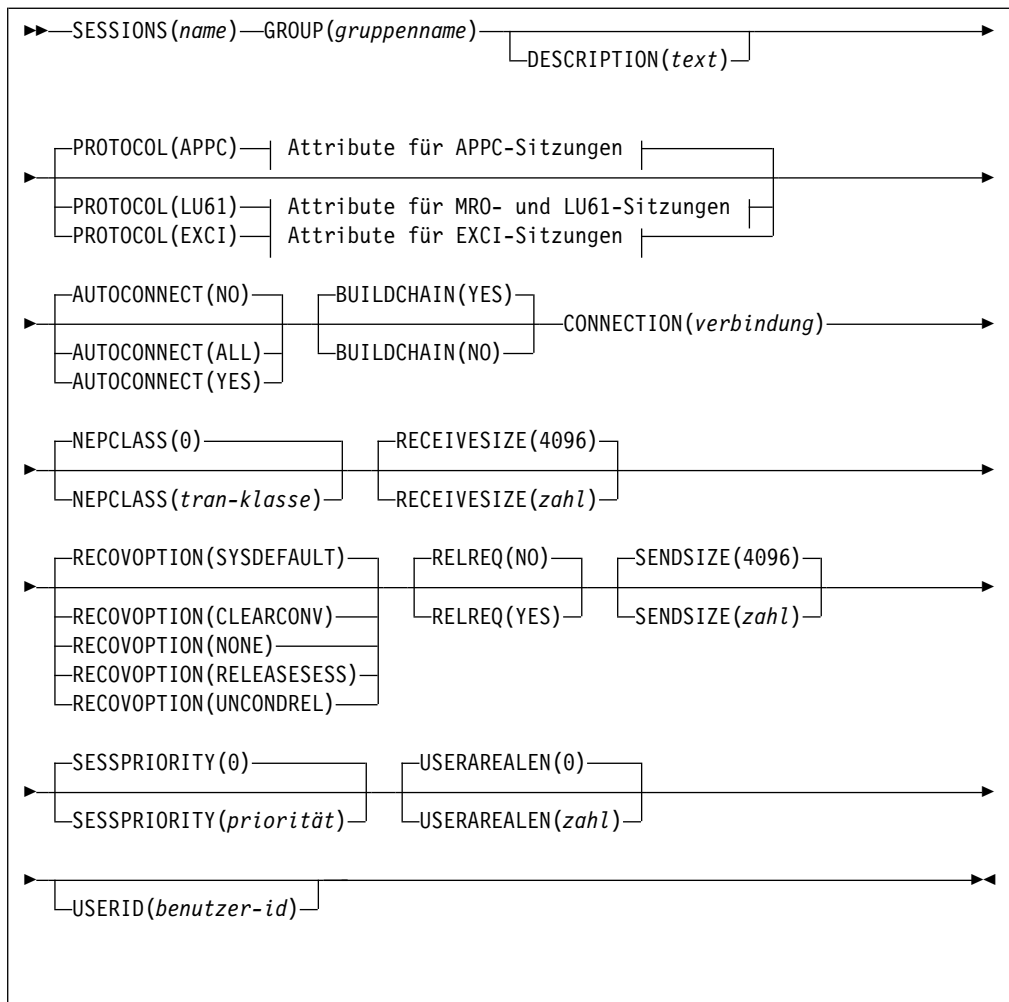 SESSIONS(name) GROUP(gruppenname)
DESCRIPTION(text)
PROTOCOL(APPC) Attribute für APPC-Sitzungen
PROTOCOL(LU61) Attribute für MRO- und LU61-Sitzungen
PROTOCOL(EXCI) Attribute für EXCI-Sitzungen
AUTOCONNECT(NO) BUILDCHAIN(YES)
CONNECTION(verbindung)
AUTOCONNECT(ALL) BUILDCHAIN(NO)
AUTOCONNECT(YES)
NEPCLASS(0) RECEIVESIZE(4096)
NEPCLASS(tran-klasse) RECEIVESIZE(zahl)
RECOVOPTION(SYSDEFAULT) RELREQ(NO) SENDSIZE(4096)
RECOVOPTION(CLEARCONV) RELREQ(YES) SENDSIZE(zahl)
RECOVOPTION(NONE)
RECOVOPTION(RELEASESESS)
RECOVOPTION(UNCONDREL)
SESSPRIORITY(0) USERAREALEN(0)
SESSPRIORITY(priorität) USERAREALEN(zahl)
USERID(benutzer-id)